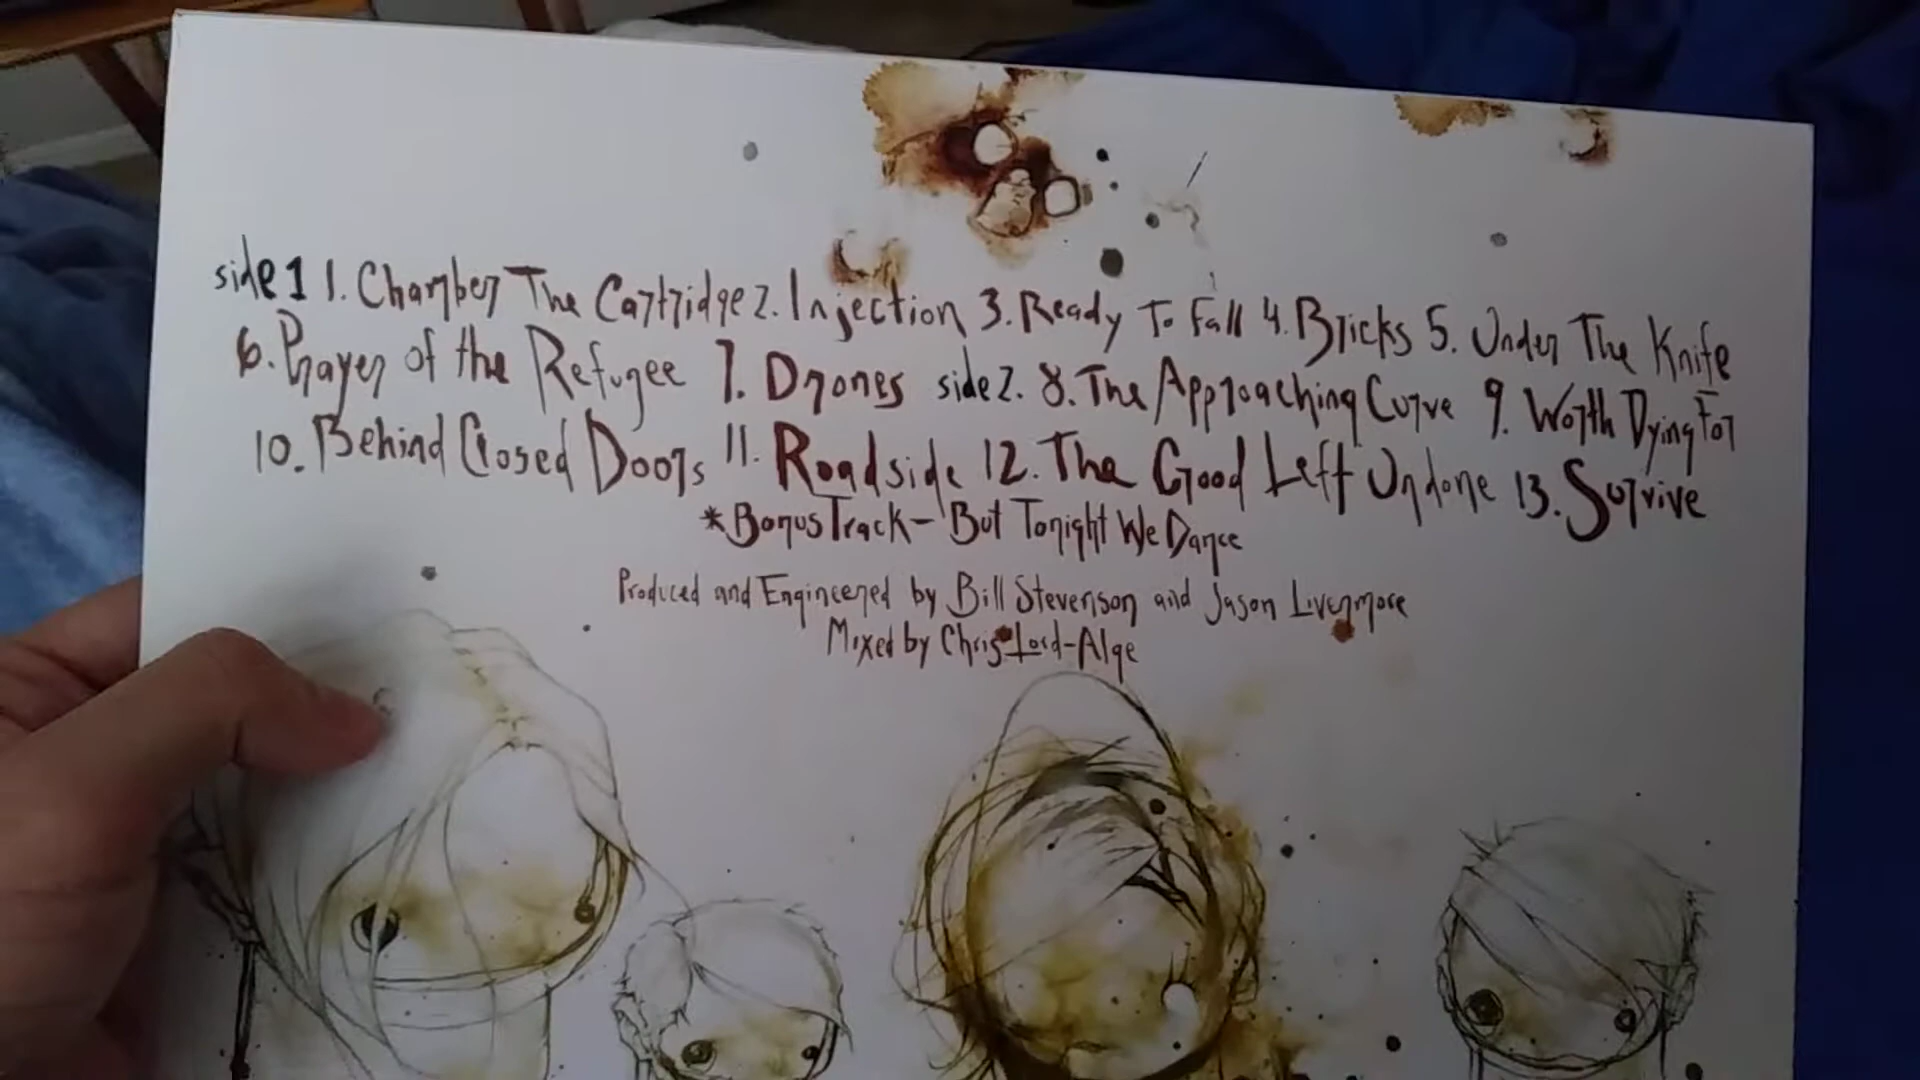 side 1 1. Chamber The Cartridge 2. Injection 3. Ready To Fall 4. Bricks 5. Under The Knife
6. Prayer of the Refugee 7. Drones side 2. 8. The Approaching Curve 9. Worth Dying For
10. Behind Closed Doors 11. Roadside 12. The Good Left Undone 13. Survive
*Bonus Track- But Tonight We Dance
Produced and Engineered by Bill Stevenson and Jason Livermore
Mixed by Chris Lord-Alge